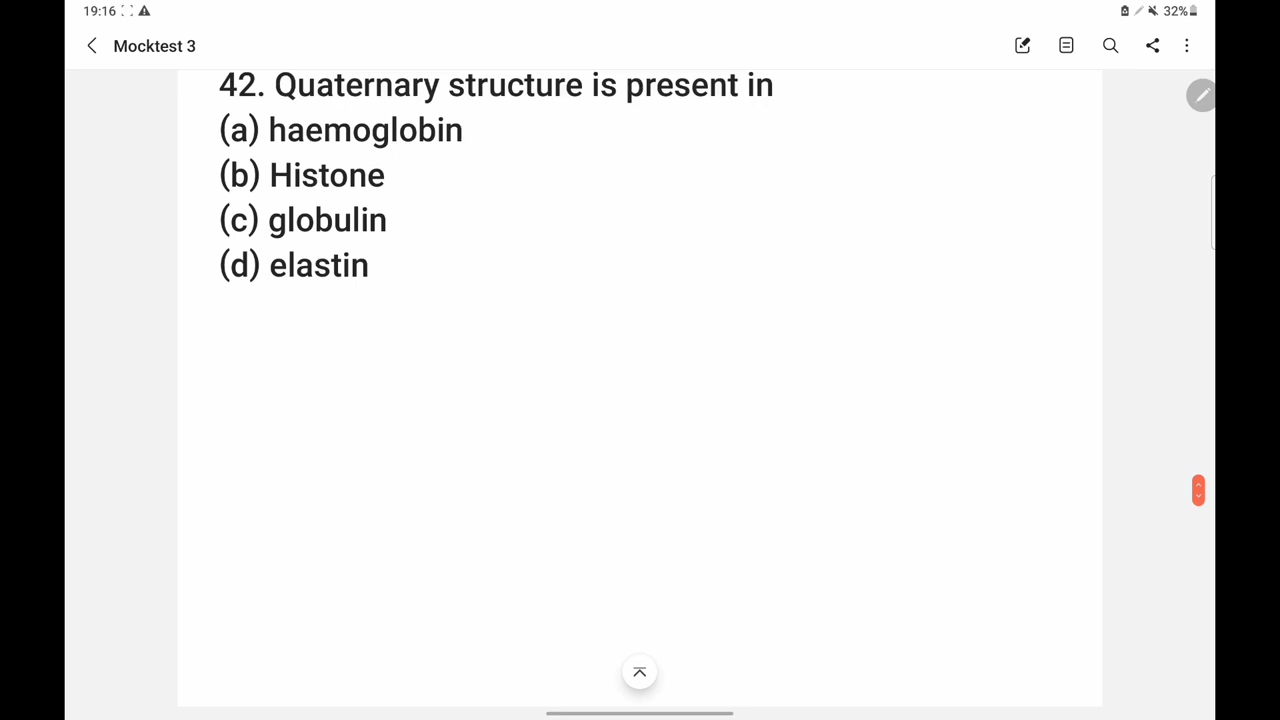 19:16
32%
Mocktest 3
42. Quaternary structure is present in
(a) haemoglobin
(b) Histone
(c) globulin
(d) elastin